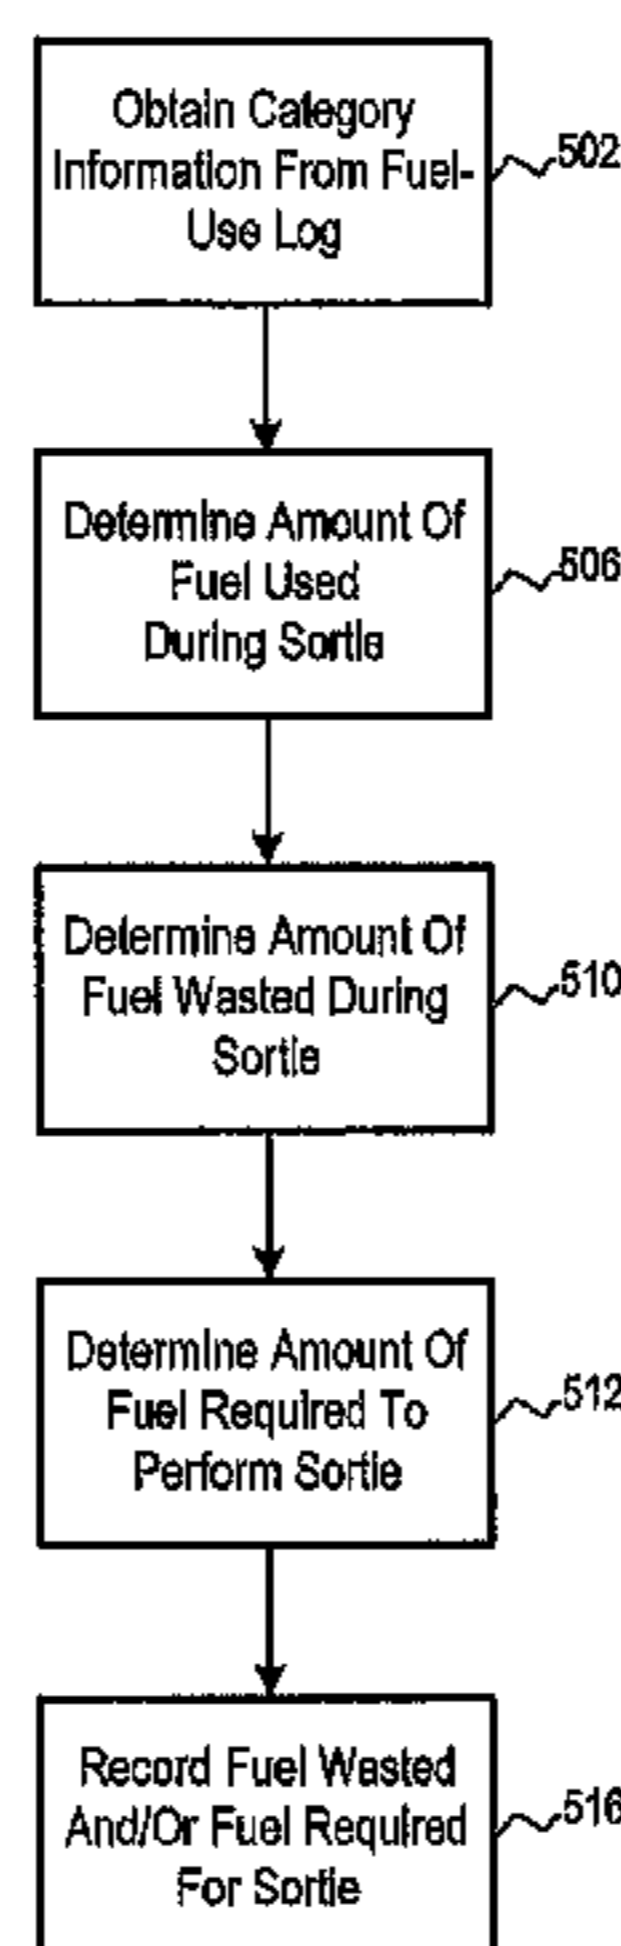 Obtain Category
Information From Fuel-
Use Log
502
Determine Amount Of
Fuel Used
During Sortie
506
Determine Amount Of
Fuel Wasted During
Sortie
510
Determine Amount Of
Fuel Required To
Perform Sortie
512
Record Fuel Wasted
And/Or Fuel Required
For Sortie
516